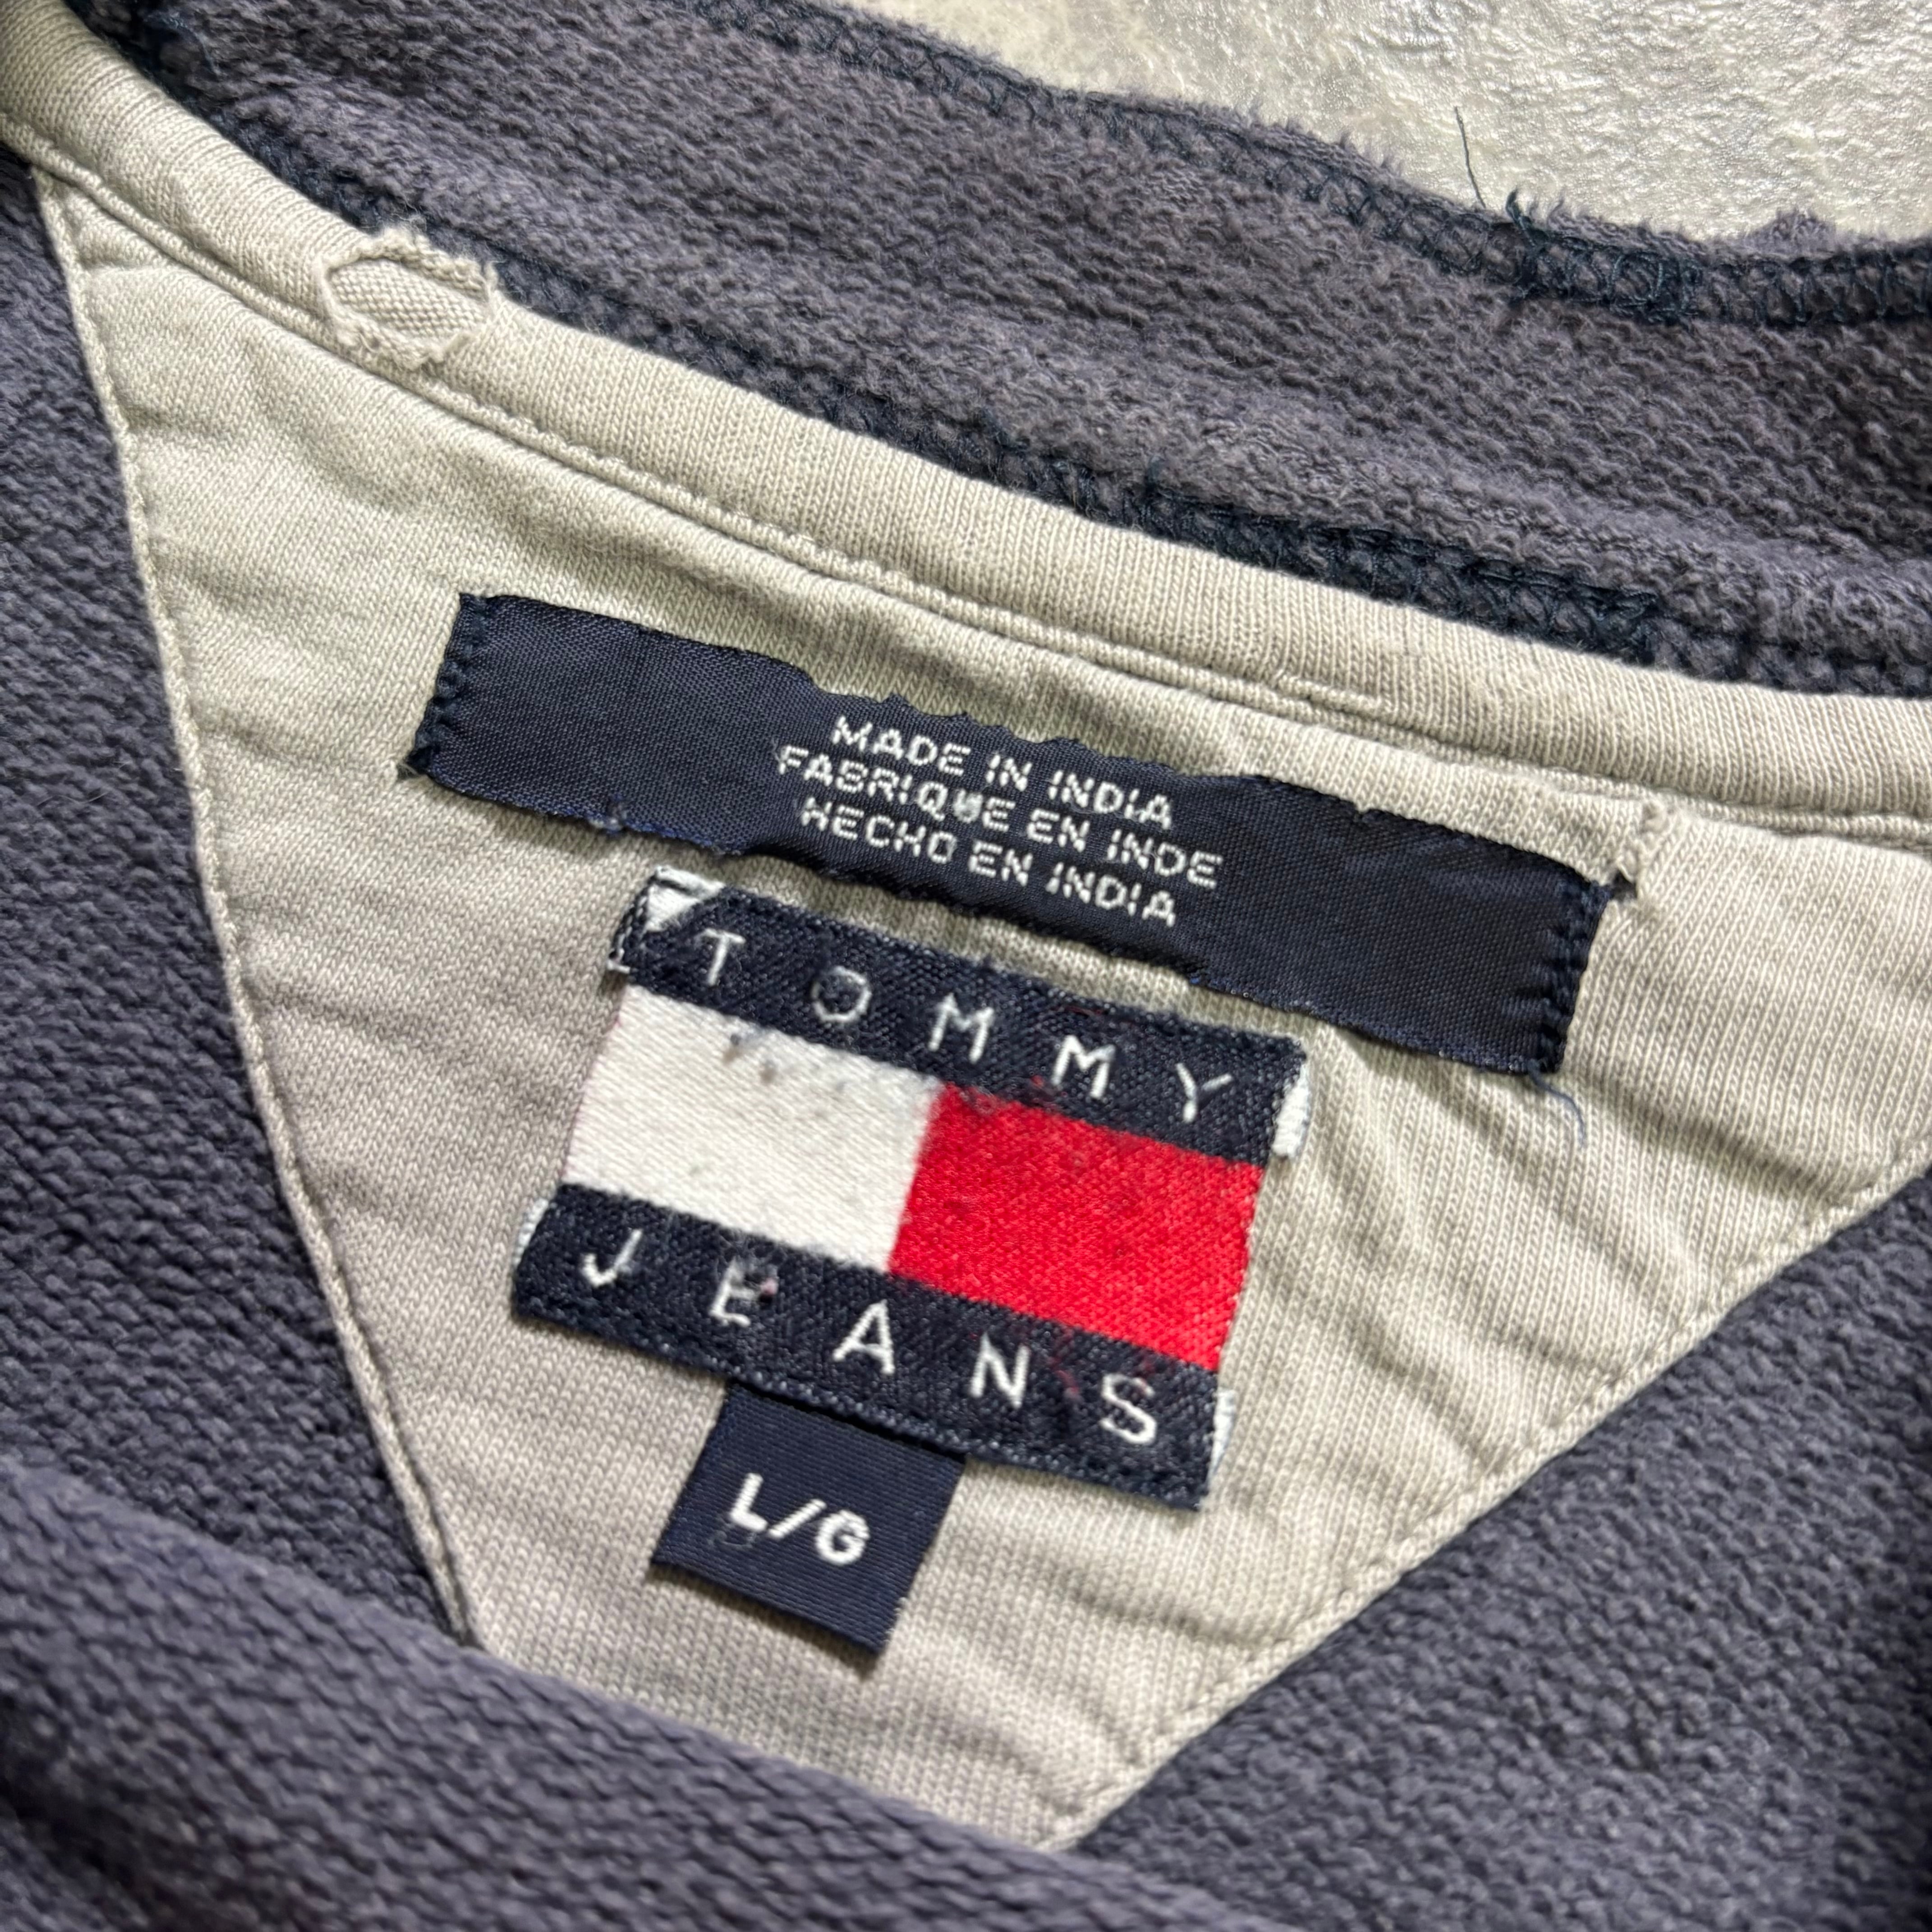 MADE IN INDIA
FABRIQUE EN INDE
HECHO EN INDIA
TOMMY
JEANS
L/G